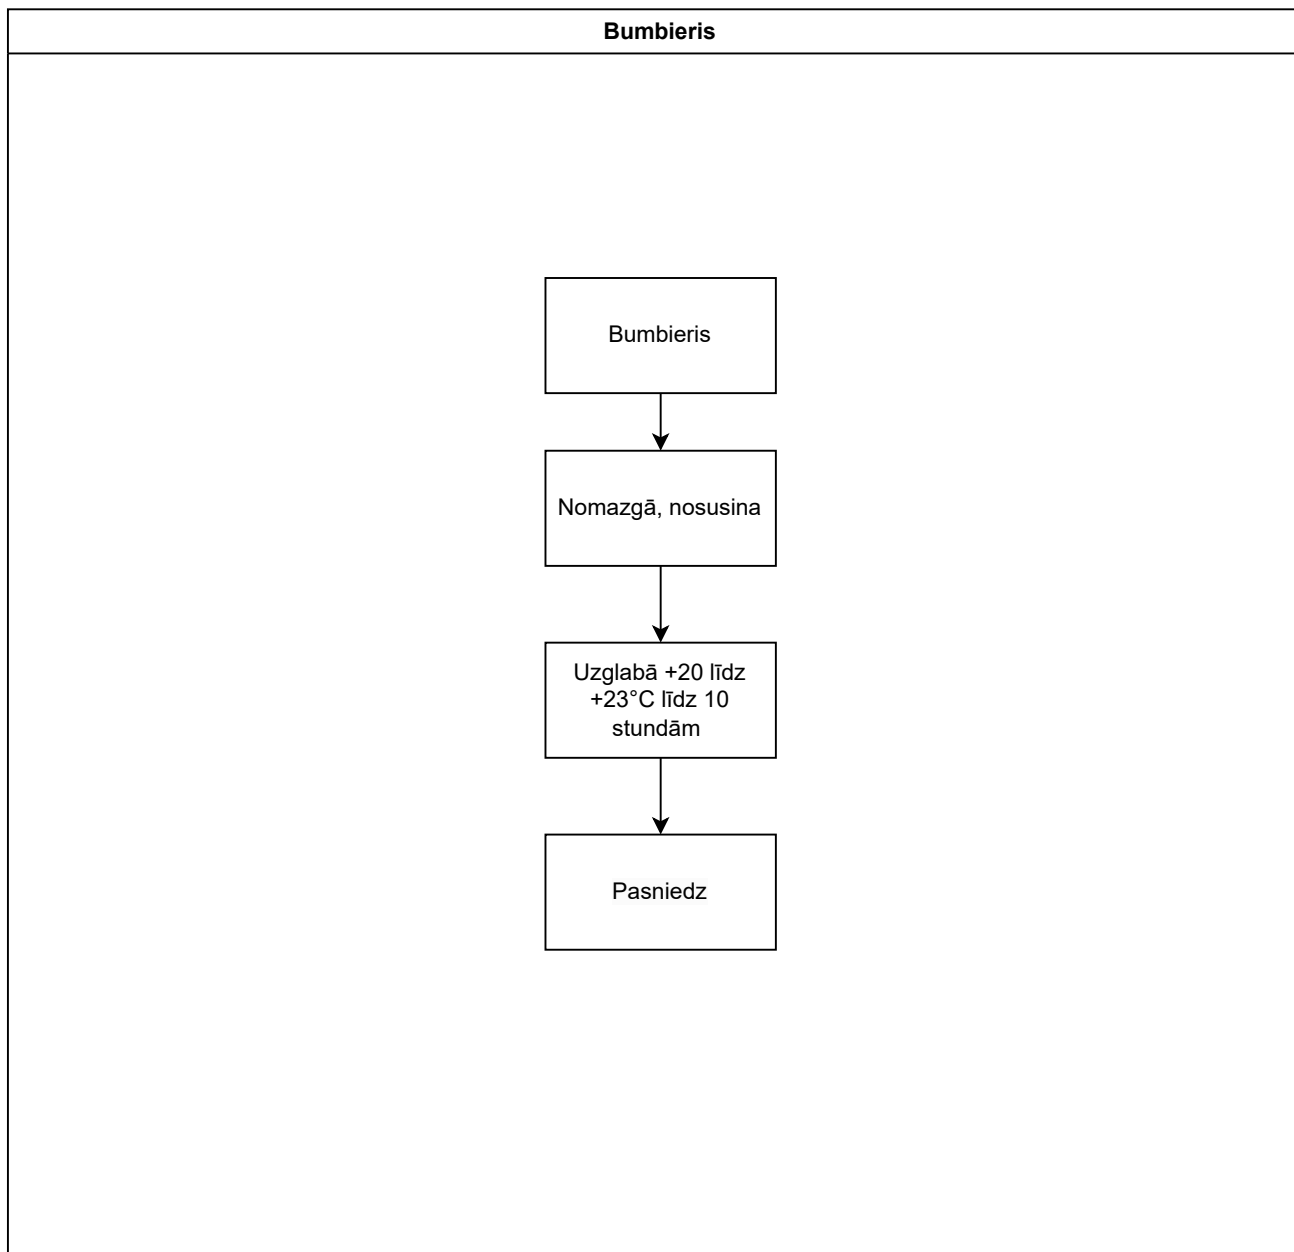 Bumbieris
Bumbieris
Nomazgā, nosusina
Uzglabā +20 līdz
+23°C līdz 10
stundām
Pasniedz